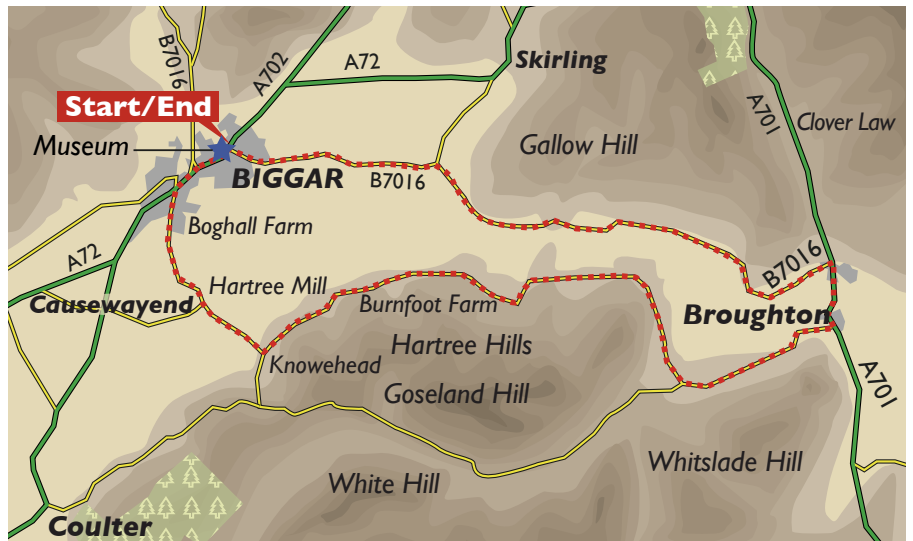 B7016
A702
A72
Skirling
Start/End
A701
Clover Law
Museum
Gallow Hill
BIGGAR
B7016
Boghall Farm
A72
B7016
Hartree Mill
Causewayend
Burnfoot Farm
Broughton
Hartree Hills
Knowehead
A701
Goseland Hill
Whitslade Hill
White Hill
Coulter